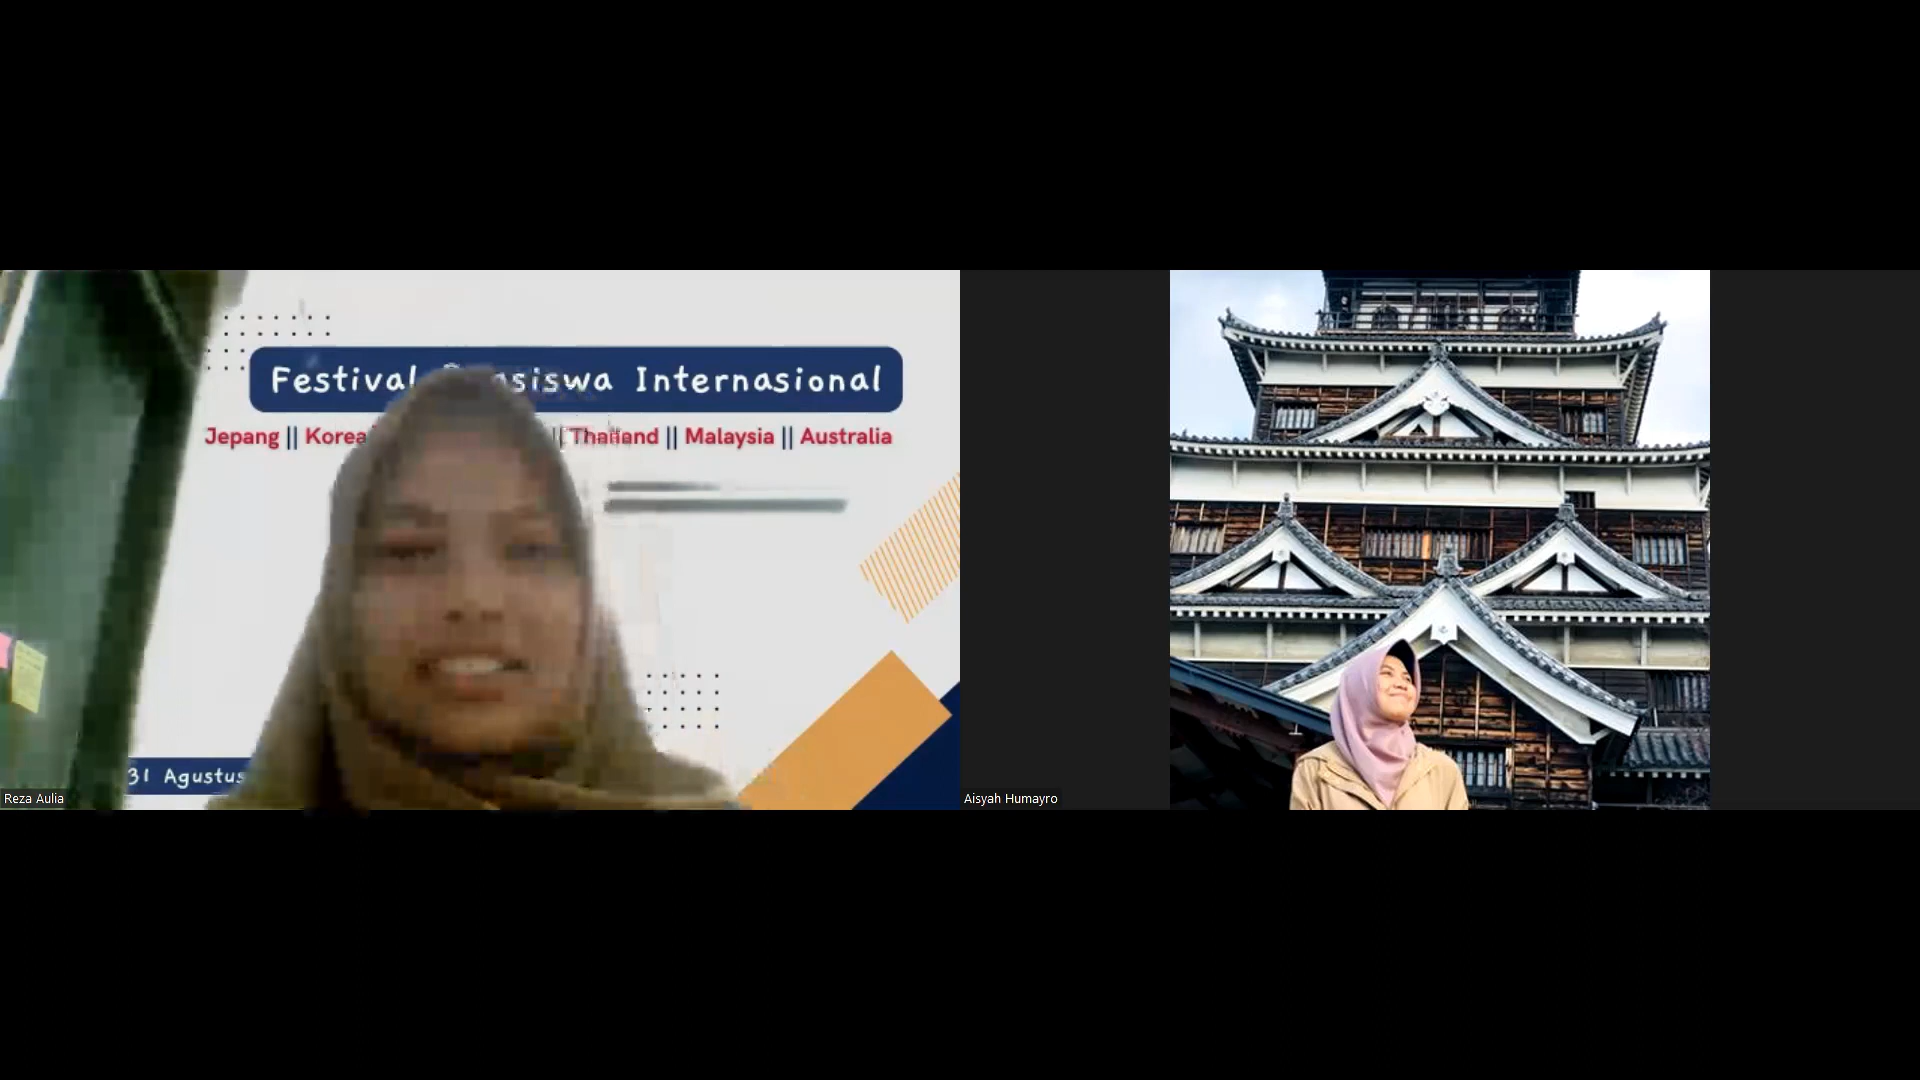 Festival siswa Internasional
Jepang || Korea || Thailand || Malaysia || Australia
31 Agustus
Reza Aulia
Aisyah Humayro